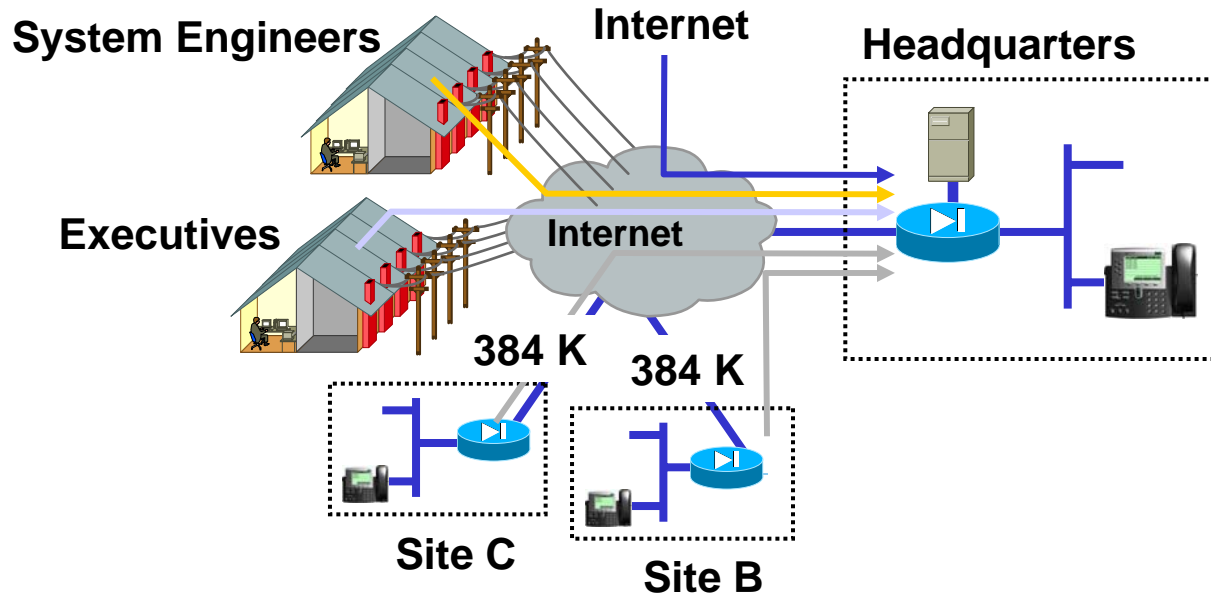 System Engineers
Internet
Headquarters
Executives
Internet
384 K
384 K
Site C
Site B